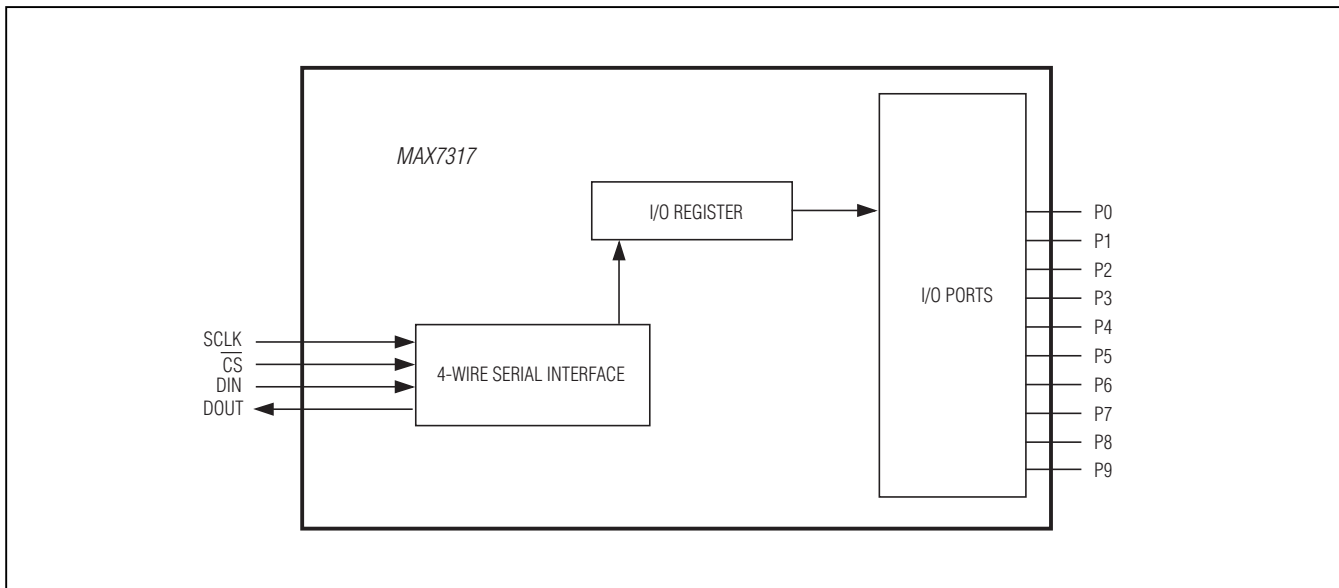 MAX7317
I/O REGISTER
I/O PORTS
4-WIRE SERIAL INTERFACE
SCLK
C̅S̅
DIN
DOUT
P0
P1
P2
P3
P4
P5
P6
P7
P8
P9